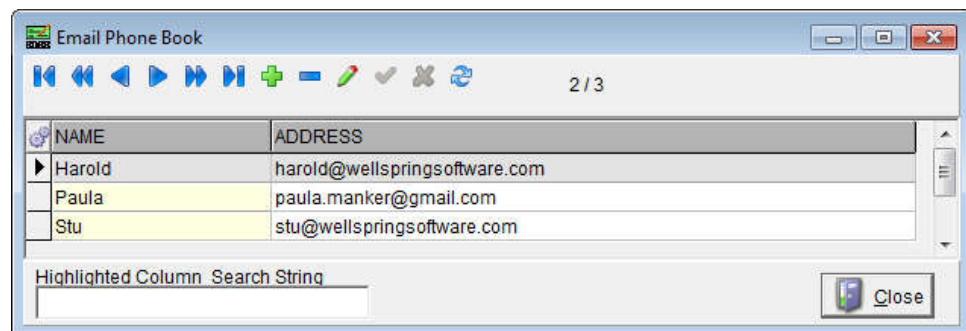 Email Phone Book
2 / 3
NAME ADDRESS
Harold harold@wellspringsoftware.com
Paula paula.manker@gmail.com
Stu stu@wellspringsoftware.com
Highlighted Column Search String
Close